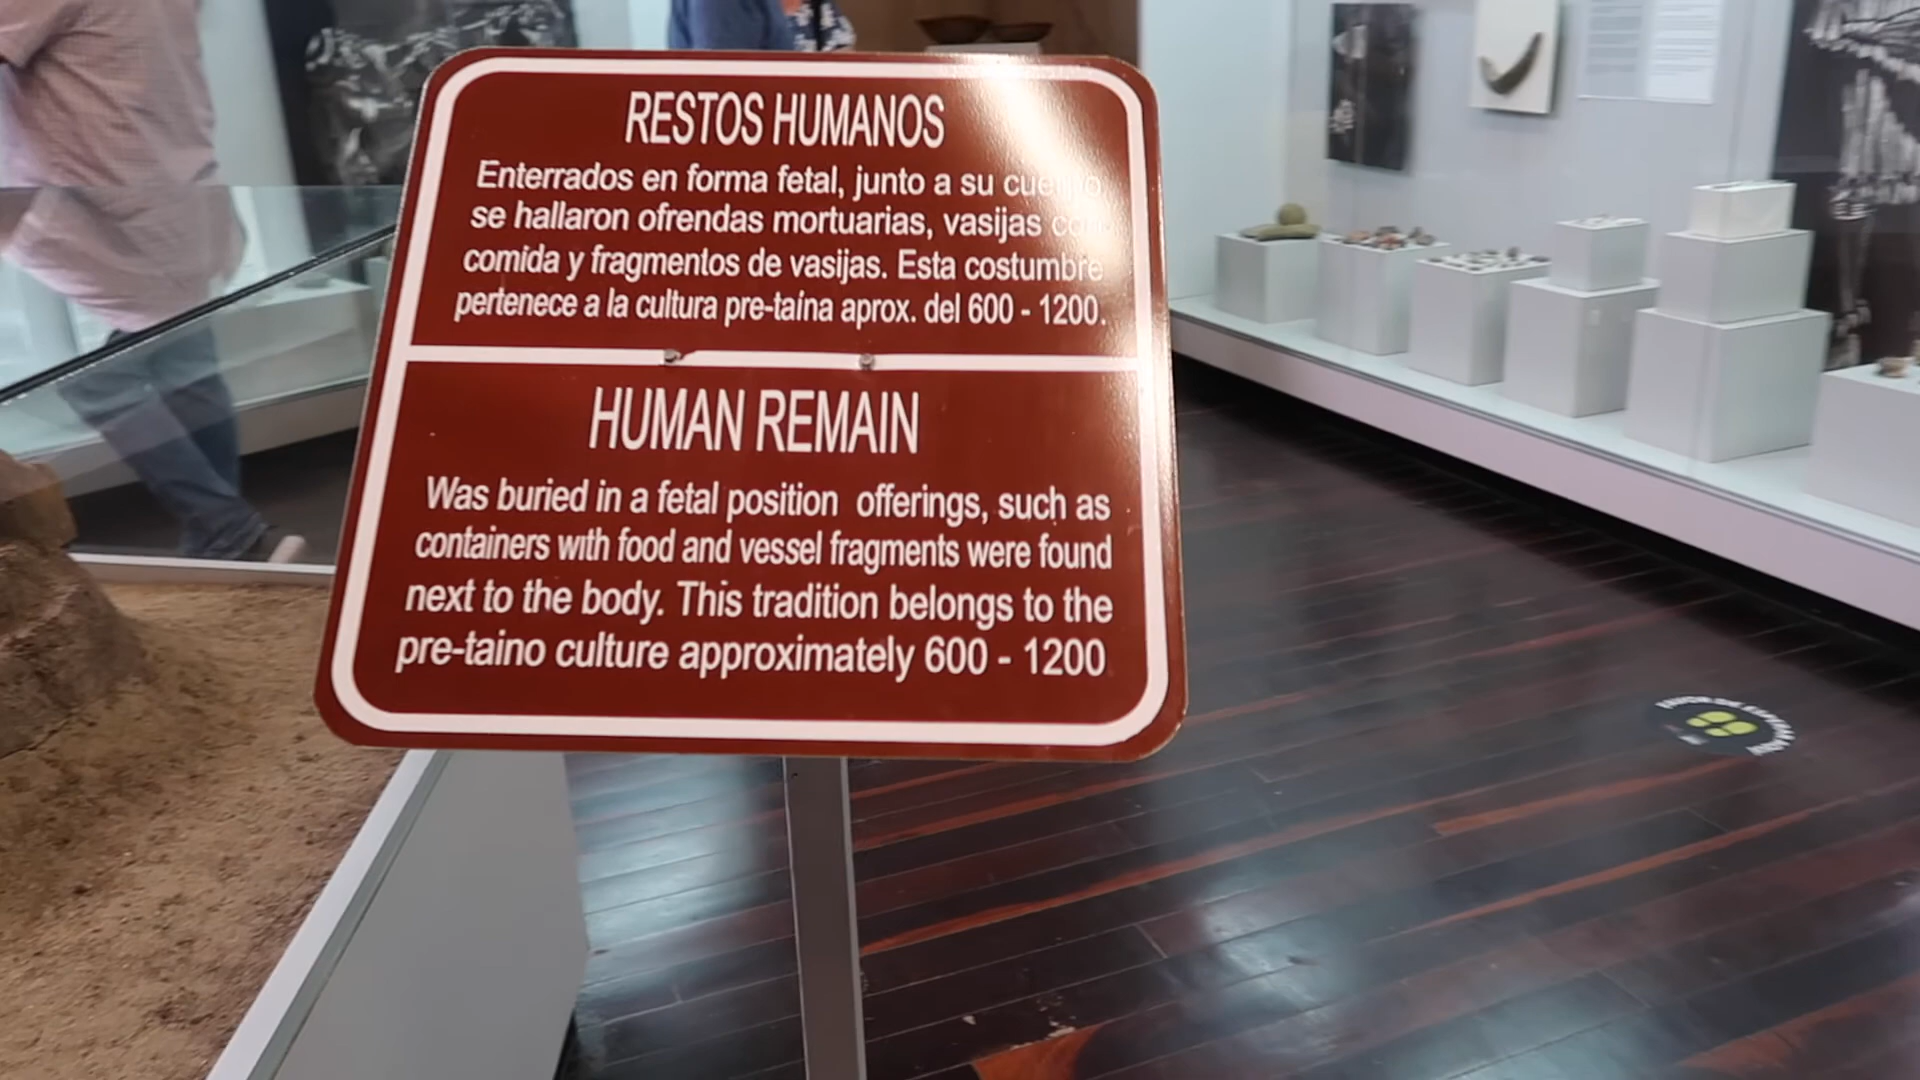 RESTOS HUMANOS
Enterrados en forma fetal, junto a su cuerpo,
se hallaron ofrendas mortuarias, vasijas con
comida y fragmentos de vasijas. Esta costumbre
pertenece a la cultura pre-taína aprox. del 600 - 1200.
HUMAN REMAIN
Was buried in a fetal position offerings, such as
containers with food and vessel fragments were found
next to the body. This tradition belongs to the
pre-taino culture approximately 600 - 1200